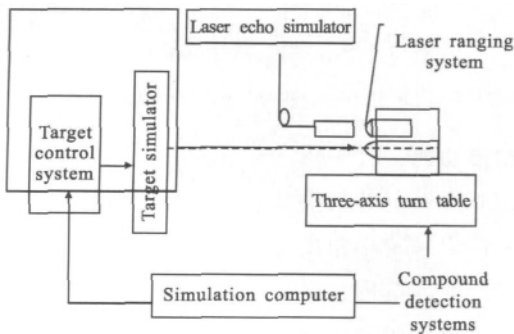 Laser echo simulator
Laser ranging
system
Target
control
system
Target simulator
Three-axis turn table
Simulation computer
Compound
detection
systems